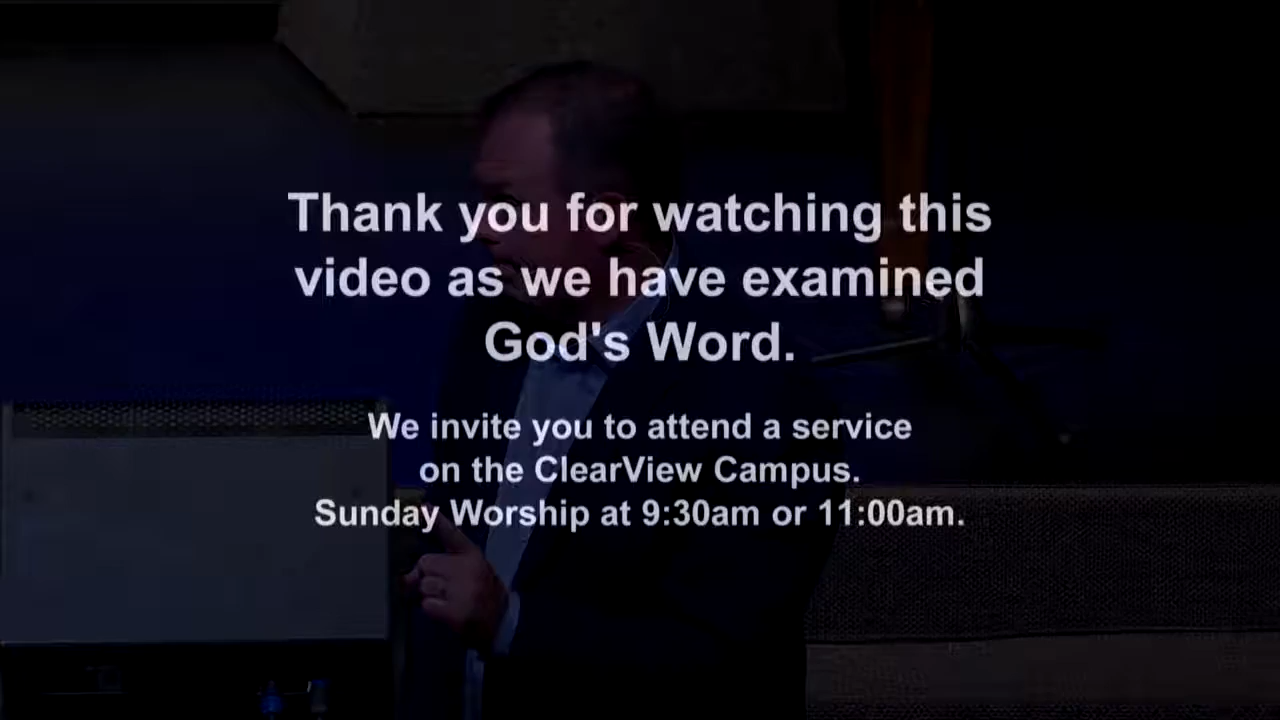 Thank you for watching this
video as we have examined
God's Word.
We invite you to attend a service
on the ClearView Campus.
Sunday Worship at 9:30am or 11:00am.